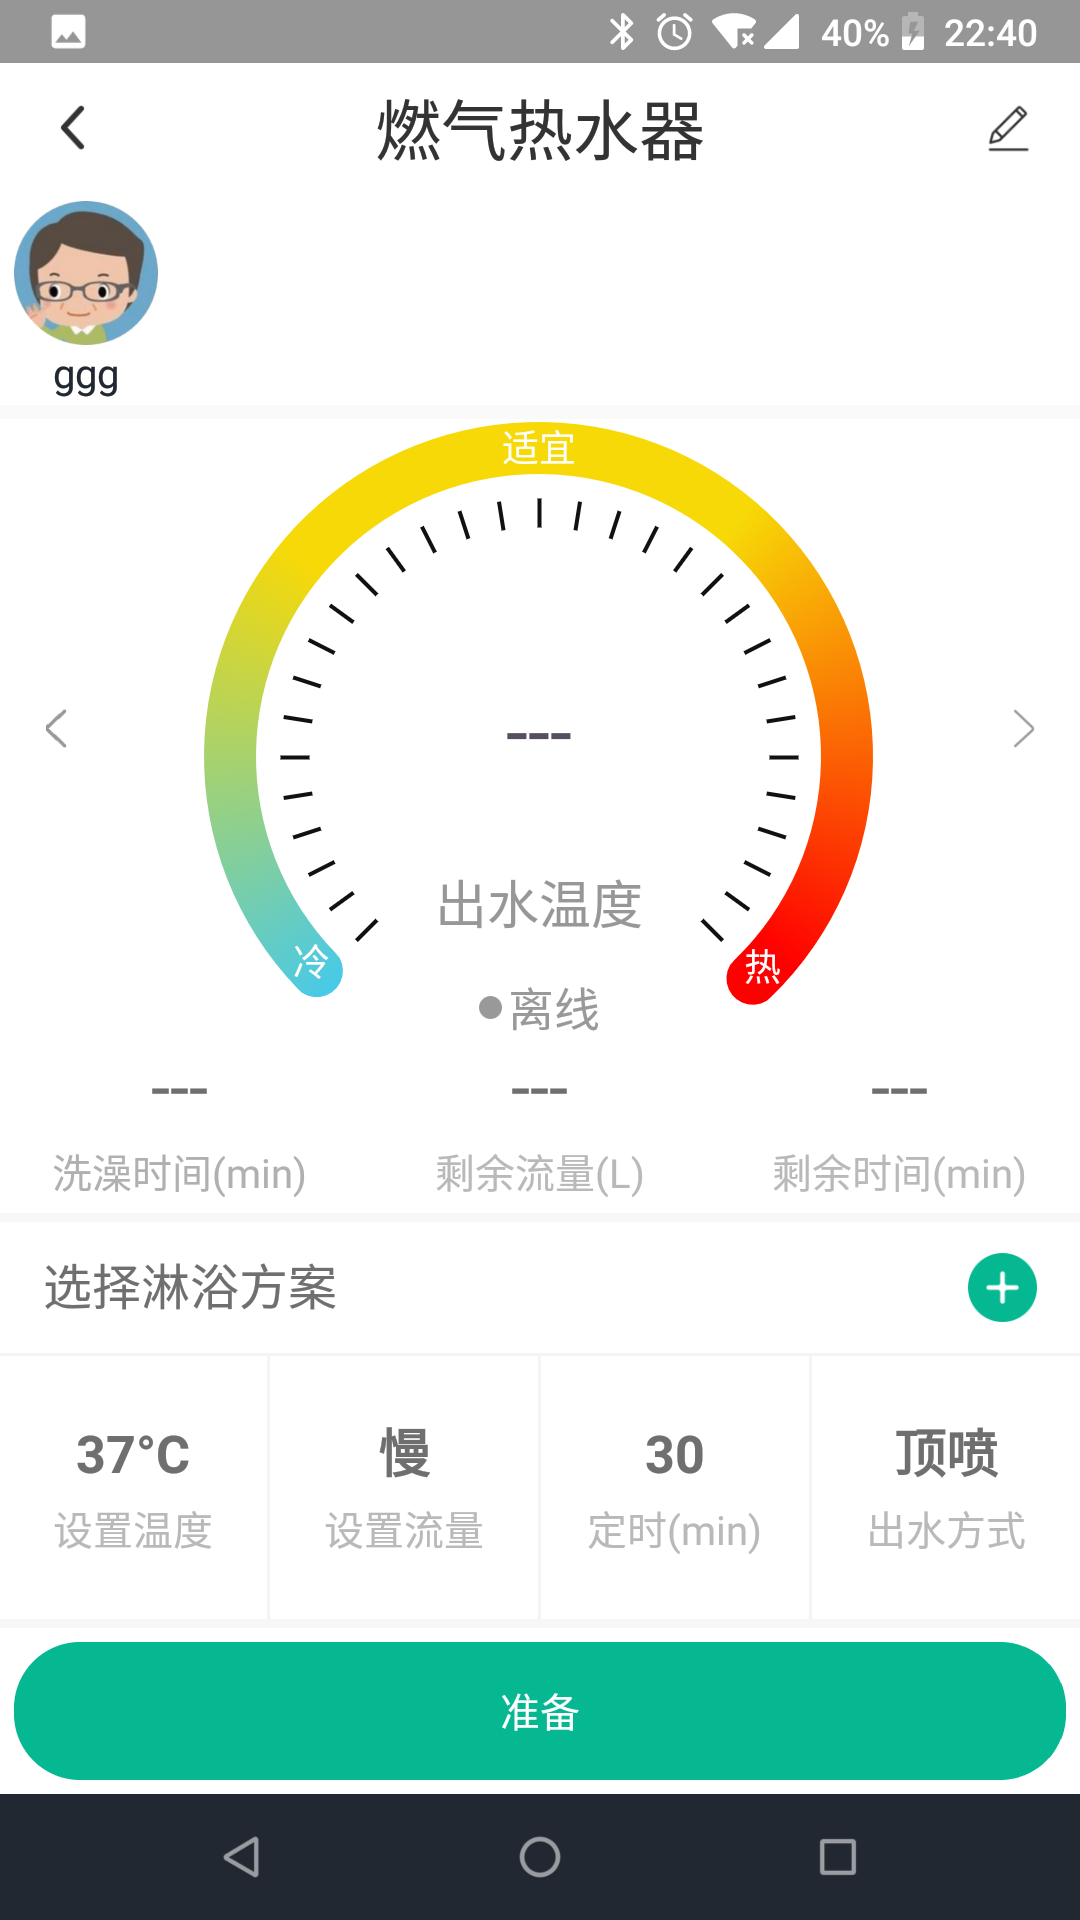 40% 22:40
燃气热水器
ggg
适宜
---
出水温度
冷
热
离线
--- --- ---
洗澡时间(min) 剩余流量(L) 剩余时间(min)
选择淋浴方案
37°C 慢 30 顶喷
设置温度 设置流量 定时(min) 出水方式
准备